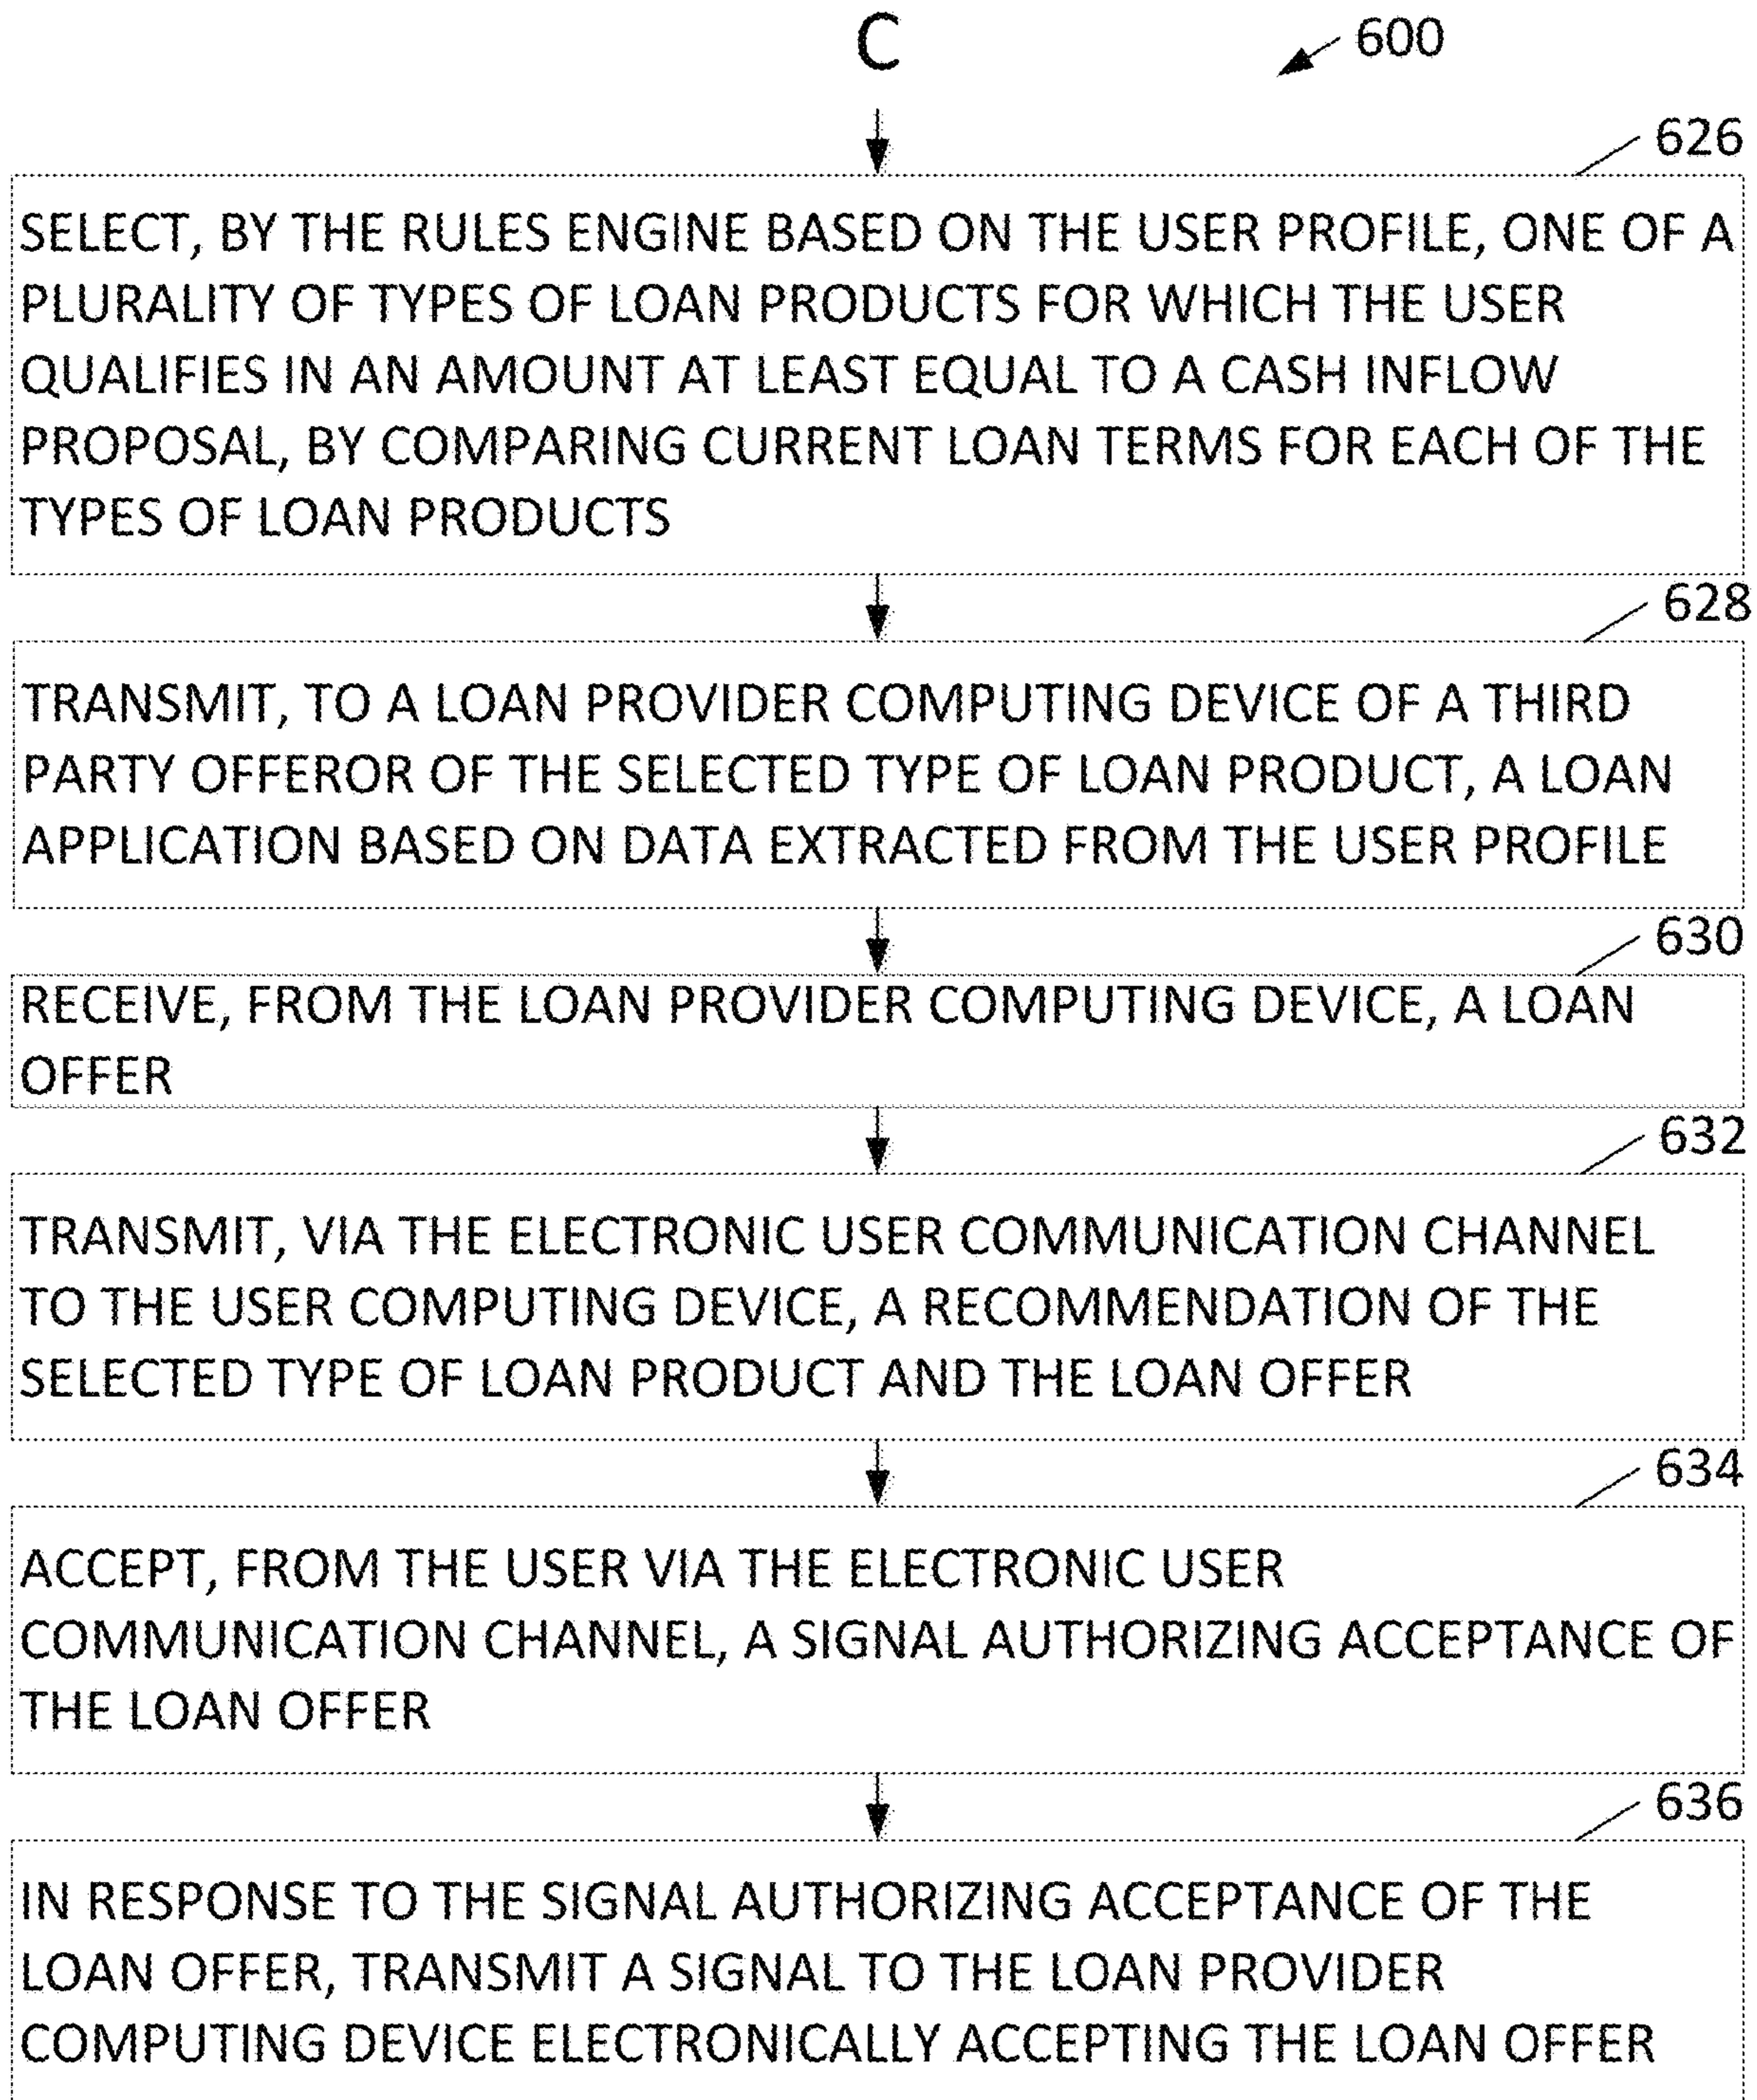 C
600
626
SELECT, BY THE RULES ENGINE BASED ON THE USER PROFILE, ONE OF A
PLURALITY OF TYPES OF LOAN PRODUCTS FOR WHICH THE USER
QUALIFIES IN AN AMOUNT AT LEAST EQUAL TO A CASH INFLOW
PROPOSAL, BY COMPARING CURRENT LOAN TERMS FOR EACH OF THE
TYPES OF LOAN PRODUCTS
628
TRANSMIT, TO A LOAN PROVIDER COMPUTING DEVICE OF A THIRD
PARTY OFFEROR OF THE SELECTED TYPE OF LOAN PRODUCT, A LOAN
APPLICATION BASED ON DATA EXTRACTED FROM THE USER PROFILE
630
RECEIVE, FROM THE LOAN PROVIDER COMPUTING DEVICE, A LOAN
OFFER
632
TRANSMIT, VIA THE ELECTRONIC USER COMMUNICATION CHANNEL
TO THE USER COMPUTING DEVICE, A RECOMMENDATION OF THE
SELECTED TYPE OF LOAN PRODUCT AND THE LOAN OFFER
634
ACCEPT, FROM THE USER VIA THE ELECTRONIC USER
COMMUNICATION CHANNEL, A SIGNAL AUTHORIZING ACCEPTANCE OF
THE LOAN OFFER
636
IN RESPONSE TO THE SIGNAL AUTHORIZING ACCEPTANCE OF THE
LOAN OFFER, TRANSMIT A SIGNAL TO THE LOAN PROVIDER
COMPUTING DEVICE ELECTRONICALLY ACCEPTING THE LOAN OFFER